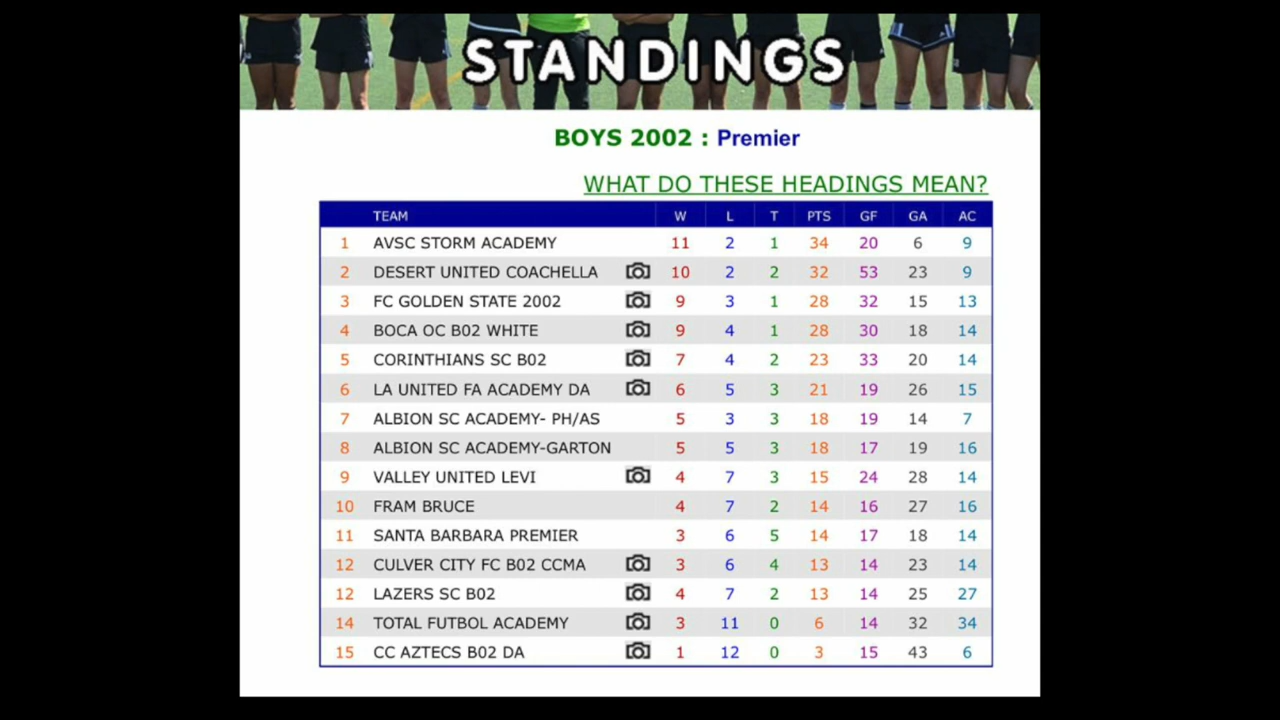 STANDINGS
BOYS 2002 : Premier
WHAT DO THESE HEADINGS MEAN?
TEAM W L T PTS GF GA AC
1 AVSC STORM ACADEMY 11 2 1 34 20 6 9
2 DESERT UNITED COACHELLA 10 2 2 32 53 23 9
3 FC GOLDEN STATE 2002 9 3 1 28 32 15 13
4 BOCA OC B02 WHITE 9 4 1 28 30 18 14
5 CORINTHIANS SC B02 7 4 2 23 33 20 14
6 LA UNITED FA ACADEMY DA 6 5 3 21 19 26 15
7 ALBION SC ACADEMY- PH/AS 5 3 3 18 19 14 7
8 ALBION SC ACADEMY-GARTON 5 5 3 18 17 19 16
9 VALLEY UNITED LEVI 4 7 3 15 24 28 14
10 FRAM BRUCE 4 7 2 14 16 27 16
11 SANTA BARBARA PREMIER 3 6 5 14 17 18 14
12 CULVER CITY FC B02 CCMA 3 6 4 13 14 23 14
12 LAZERS SC B02 4 7 2 13 14 25 27
14 TOTAL FUTBOL ACADEMY 3 11 0 6 14 32 34
15 CC AZTECS B02 DA 1 12 0 3 15 43 6